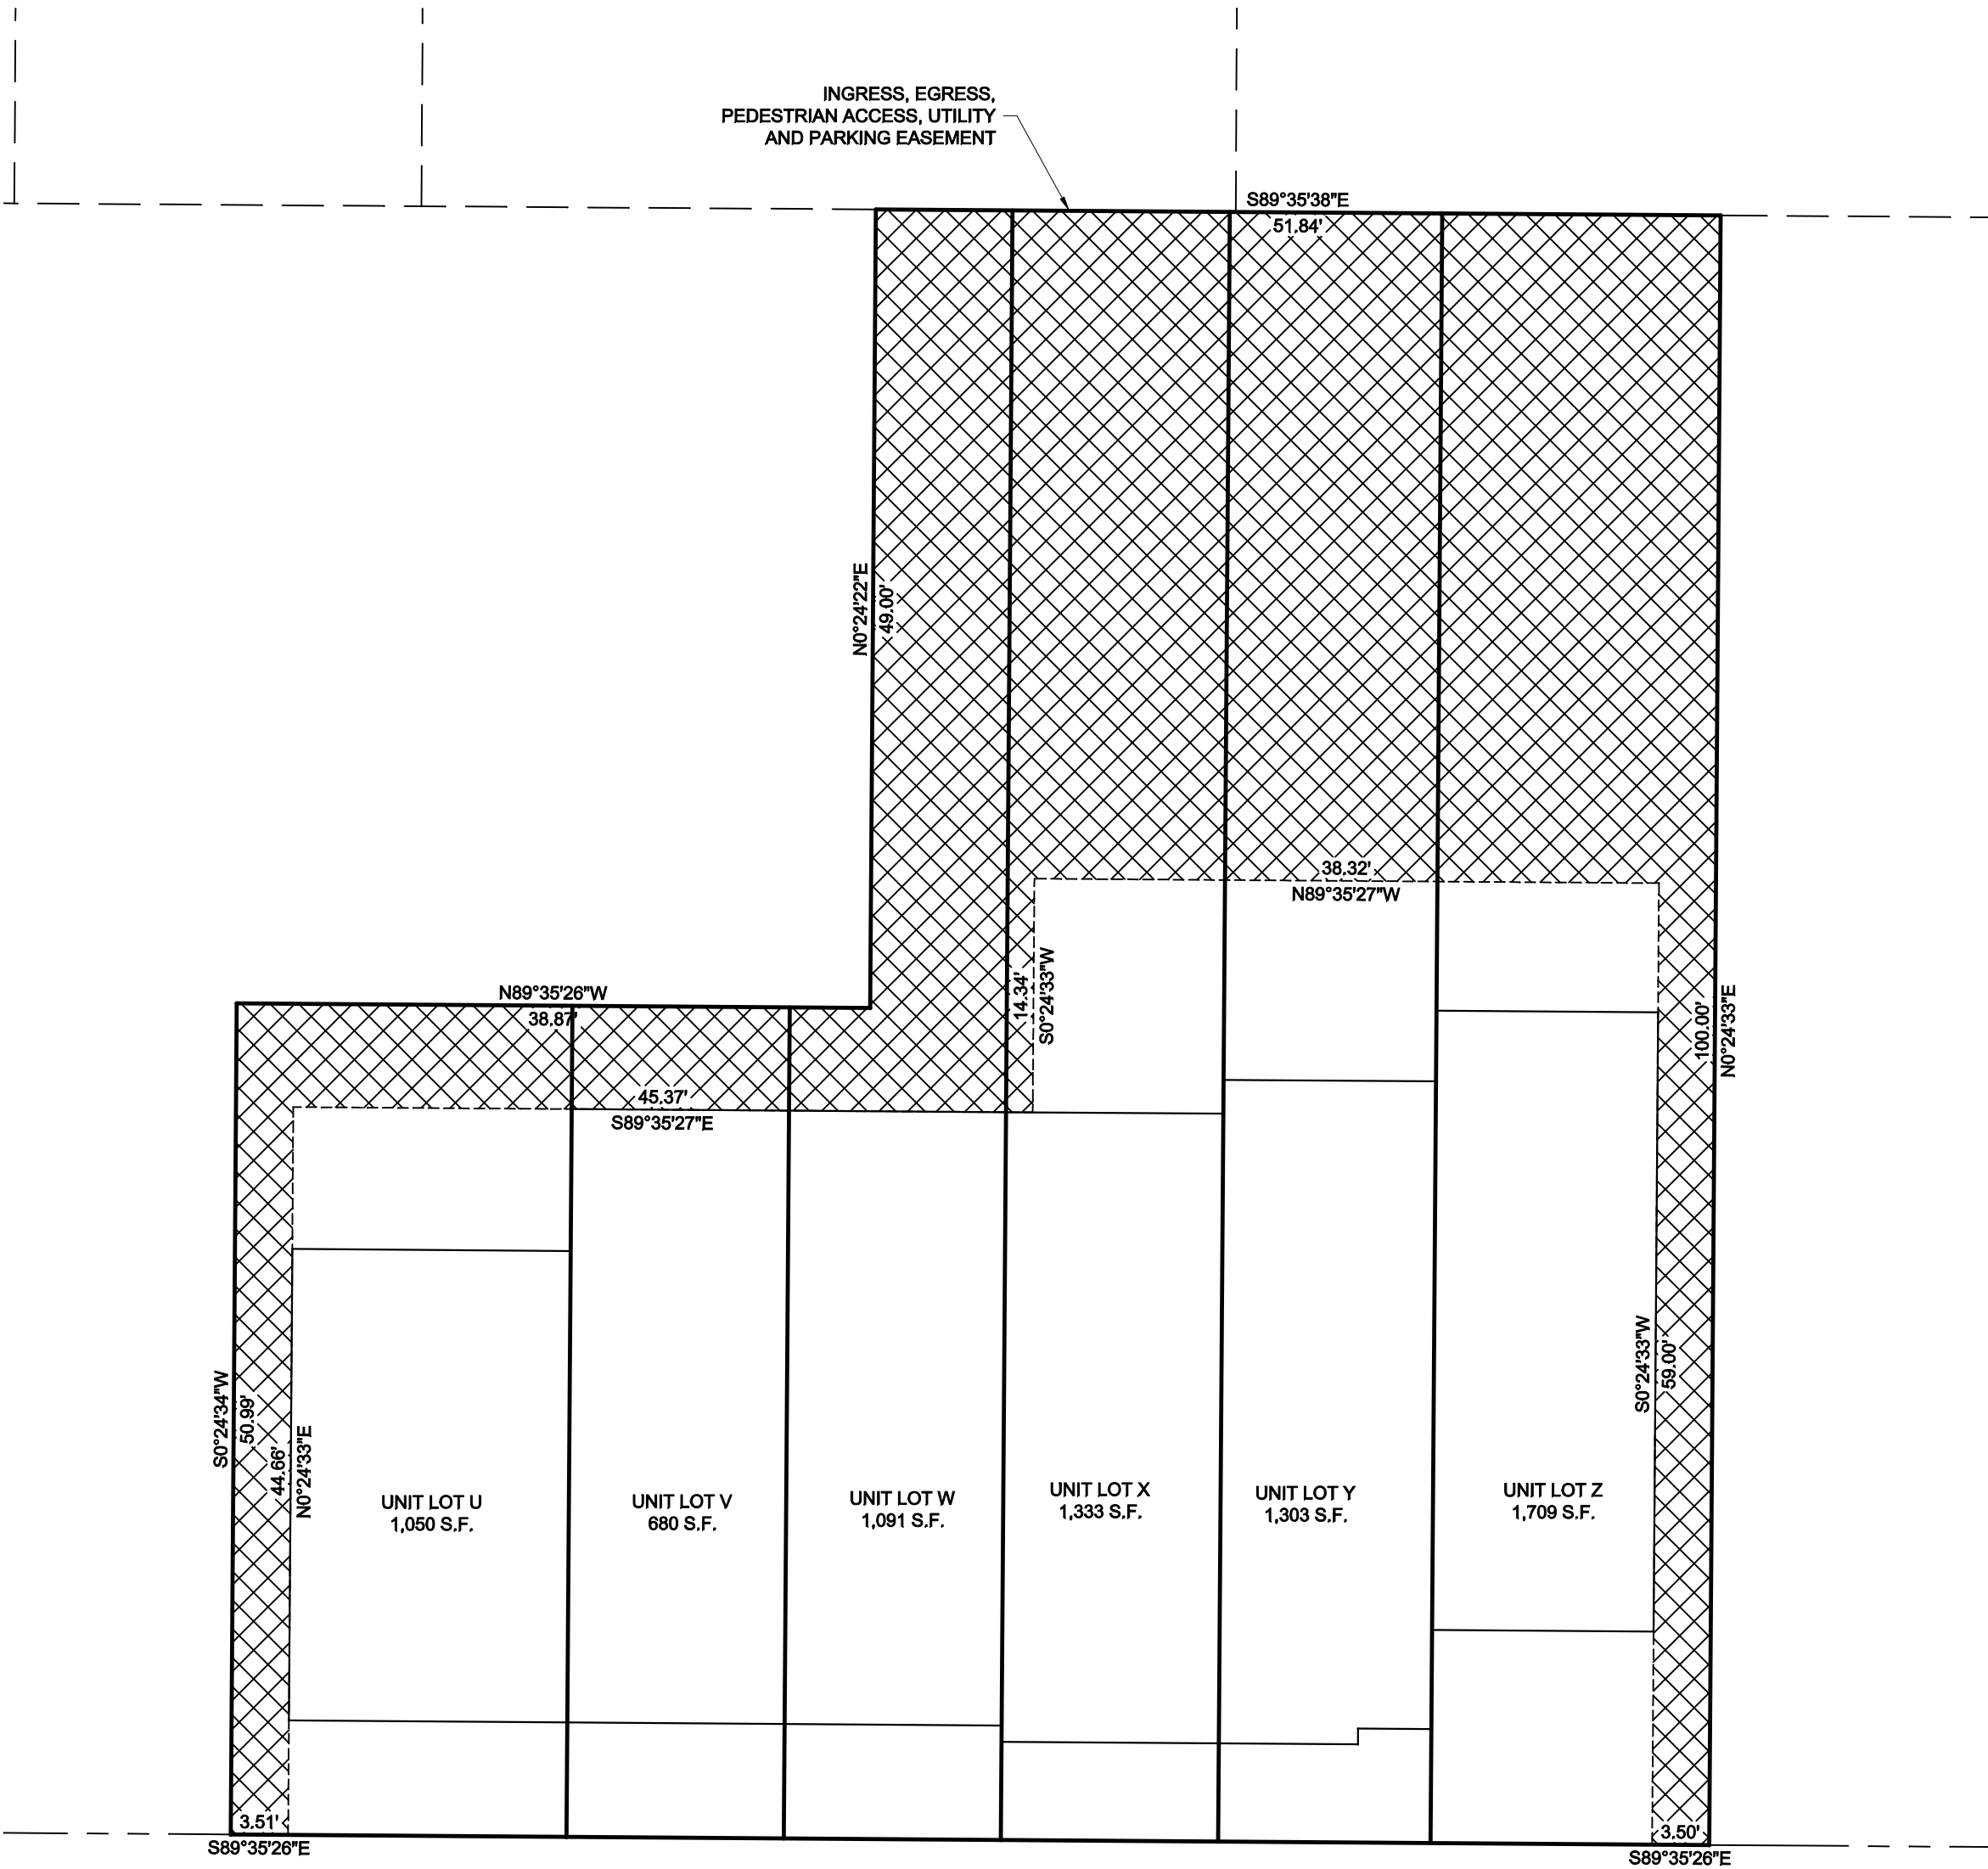 INGRESS, EGRESS,
PEDESTRIAN ACCESS, UTILITY
AND PARKING EASEMENT
S89°35'38"E
51.84'
N0°24'22"E
49.00'
38.32'
N89°35'27"W
14.34'
S0°24'33"W
N89°35'26"W
38.87'
45.37'
S89°35'27"E
100.00'
N0°24'33"E
S0°24'34"W
50.99'
44.66'
N0°24'33"E
S0°24'33"W
59.00'
UNIT LOT U
1,050 S.F.
UNIT LOT V
680 S.F.
UNIT LOT W
1,091 S.F.
UNIT LOT X
1,333 S.F.
UNIT LOT Y
1,303 S.F.
UNIT LOT Z
1,709 S.F.
3.51'
S89°35'26"E
3.50'
S89°35'26"E